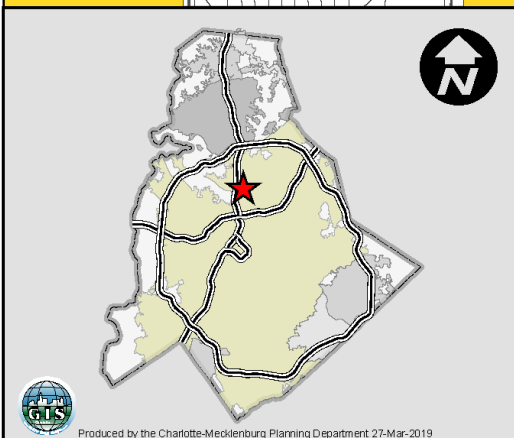 N
GIS
Produced by the Charlotte-Mecklenburg Planning Department 27-Mar-2019